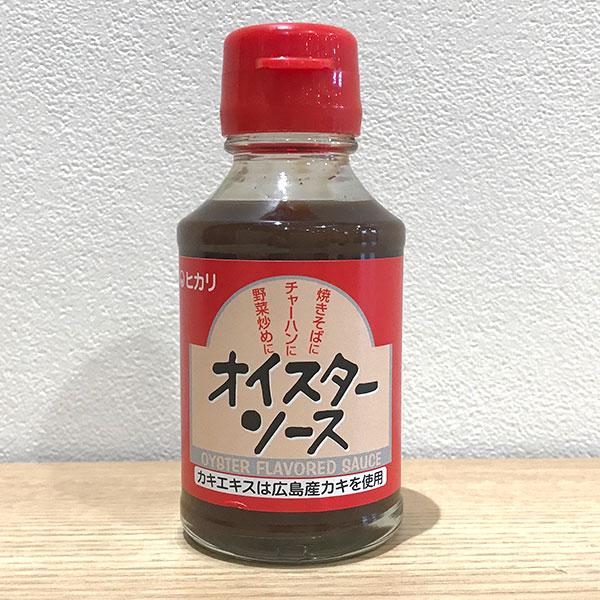 ヒカリ
焼きそばに
チャーハンに
野菜炒めに
オイスター
ソース
OYSTER FLAVORED SAUCE
カキエキスは広島産カキを使用